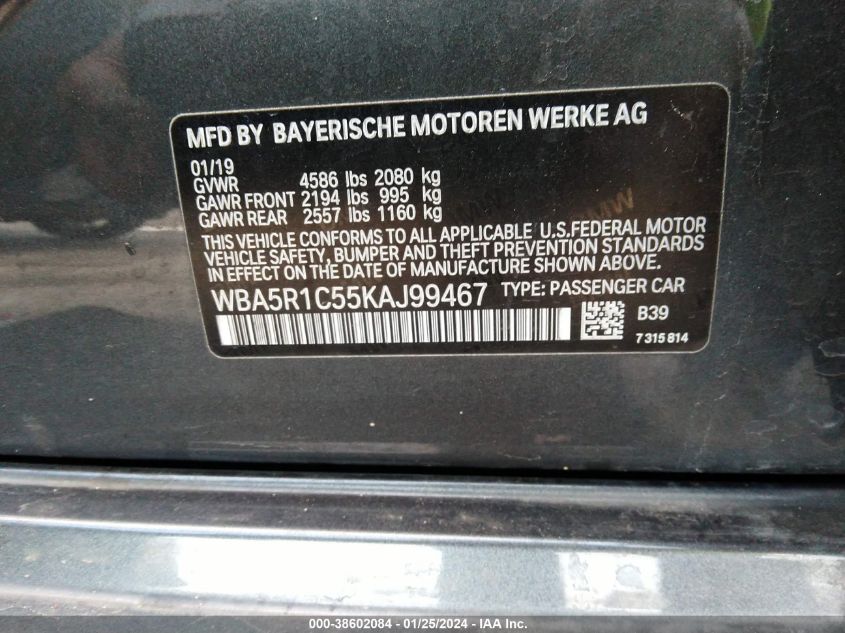 MFD BY BAYERISCHE MOTOREN WERKE AG
01/19
GVWR 4586 lbs 2080 kg
GAWR FRONT 2194 lbs 995 kg
GAWR REAR 2557 lbs 1160 kg
THIS VEHICLE CONFORMS TO ALL APPLICABLE U.S.FEDERAL MOTOR
VEHICLE SAFETY, BUMPER AND THEFT PREVENTION STANDARDS
IN EFFECT ON THE DATE OF MANUFACTURE SHOWN ABOVE.
WBA5R1C55KAJ99467 TYPE: PASSENGER CAR
B39
7 315 814
000-38602084 - 01/25/2024 - IAA Inc.